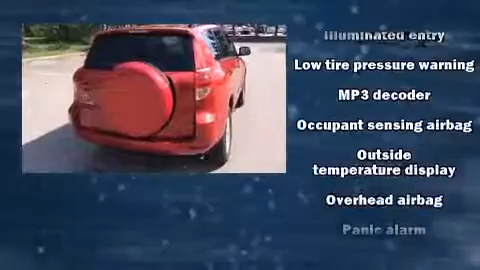 Illuminated entry
Low tire pressure warning
MP3 decoder
Occupant sensing airbag
Outside
temperature display
Overhead airbag
Panic alarm